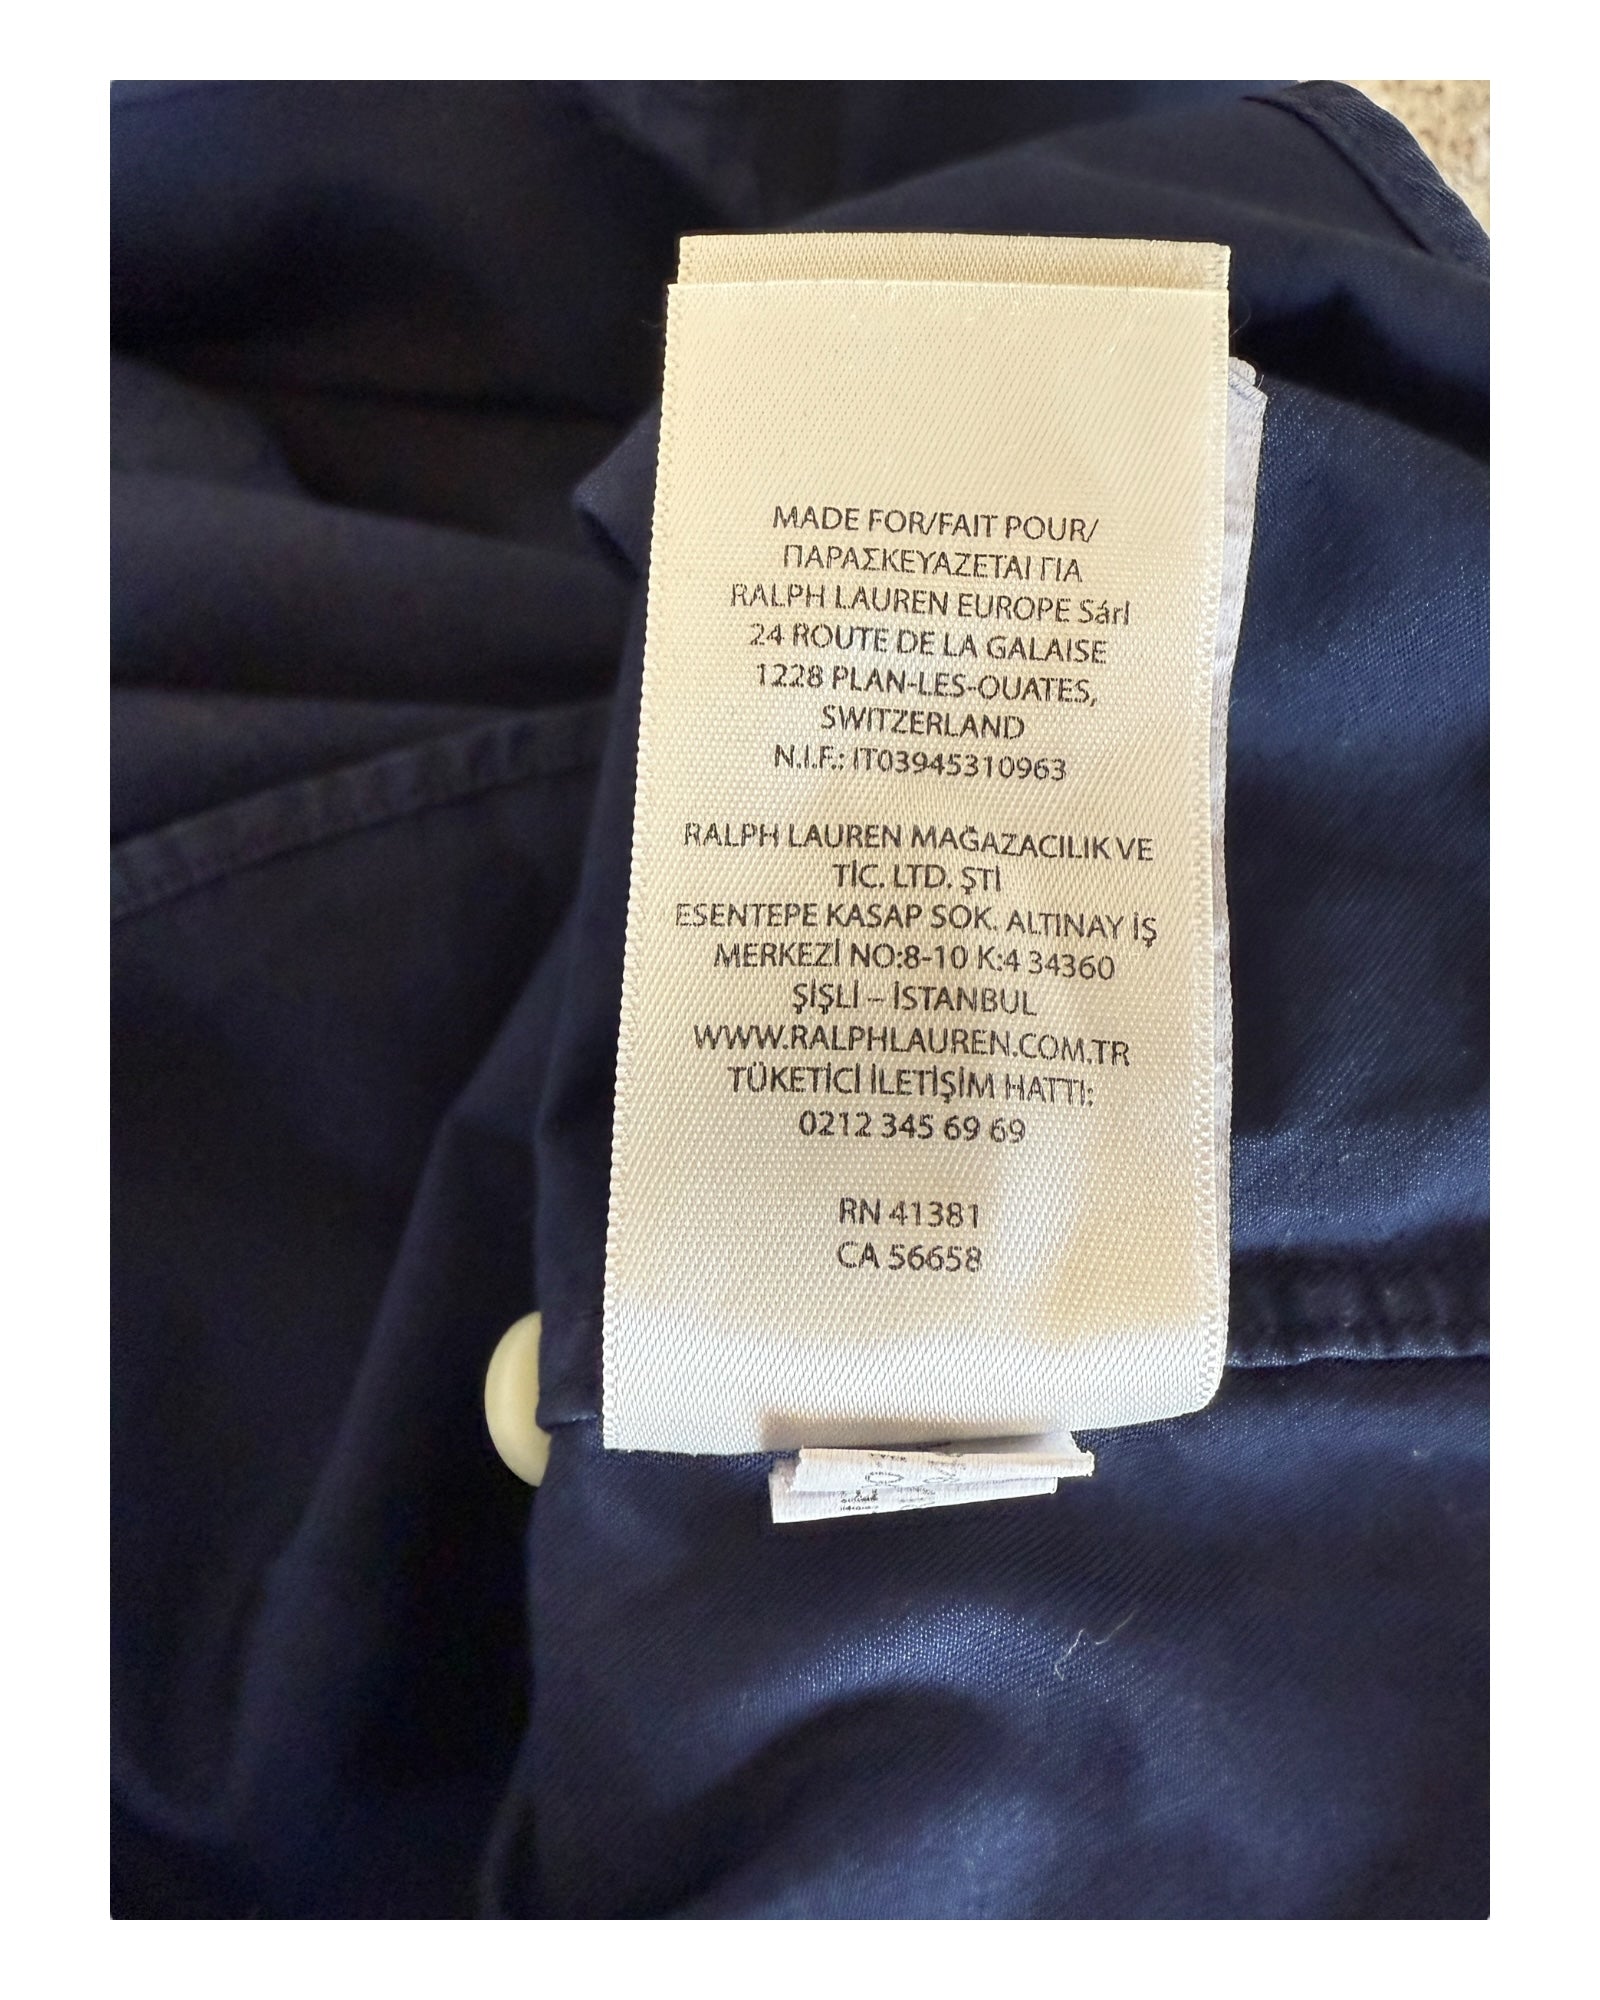 MADE FOR/FAIT POUR/
ΠΑΡΑΣΚΕΥΑΖΕΤΑΙ ΓΙΑ
RALPH LAUREN EUROPE Sárl
24 ROUTE DE LA GALAISE
1228 PLAN-LES-OUATES,
SWITZERLAND
N.I.F.: IT03945310963
RALPH LAUREN MAĞAZACILIK VE
TİC. LTD. ŞTİ
ESENTEPE KASAP SOK. ALTINAY İŞ
MERKEZİ NO:8-10 K:4 34360
ŞİŞLİ – İSTANBUL
WWW.RALPHLAUREN.COM.TR
TÜKETİCİ İLETİŞİM HATTI:
0212 345 69 69
RN 41381
CA 56658